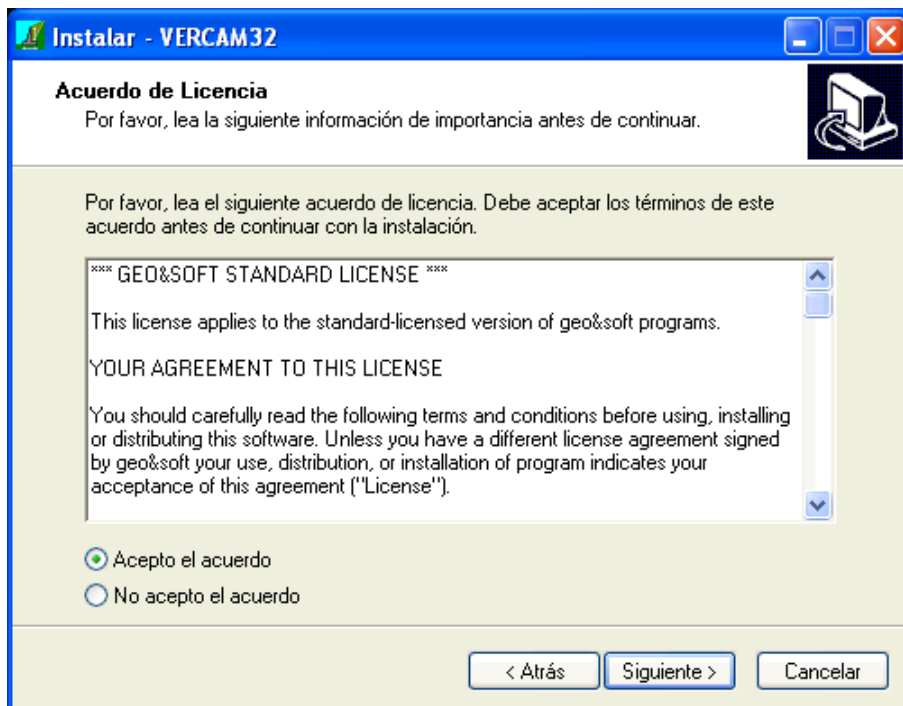 Instalar - VERCAM32
Acuerdo de Licencia
Por favor, lea la siguiente información de importancia antes de continuar.
Por favor, lea el siguiente acuerdo de licencia. Debe aceptar los términos de este
acuerdo antes de continuar con la instalación.
*** GEO&SOFT STANDARD LICENSE ***
This license applies to the standard-licensed version of geo&soft programs.
YOUR AGREEMENT TO THIS LICENSE
You should carefully read the following terms and conditions before using, installing
or distributing this software. Unless you have a different license agreement signed
by geo&soft your use, distribution, or installation of program indicates your
acceptance of this agreement ("License").
Acepto el acuerdo
No acepto el acuerdo
< Atrás
Siguiente >
Cancelar